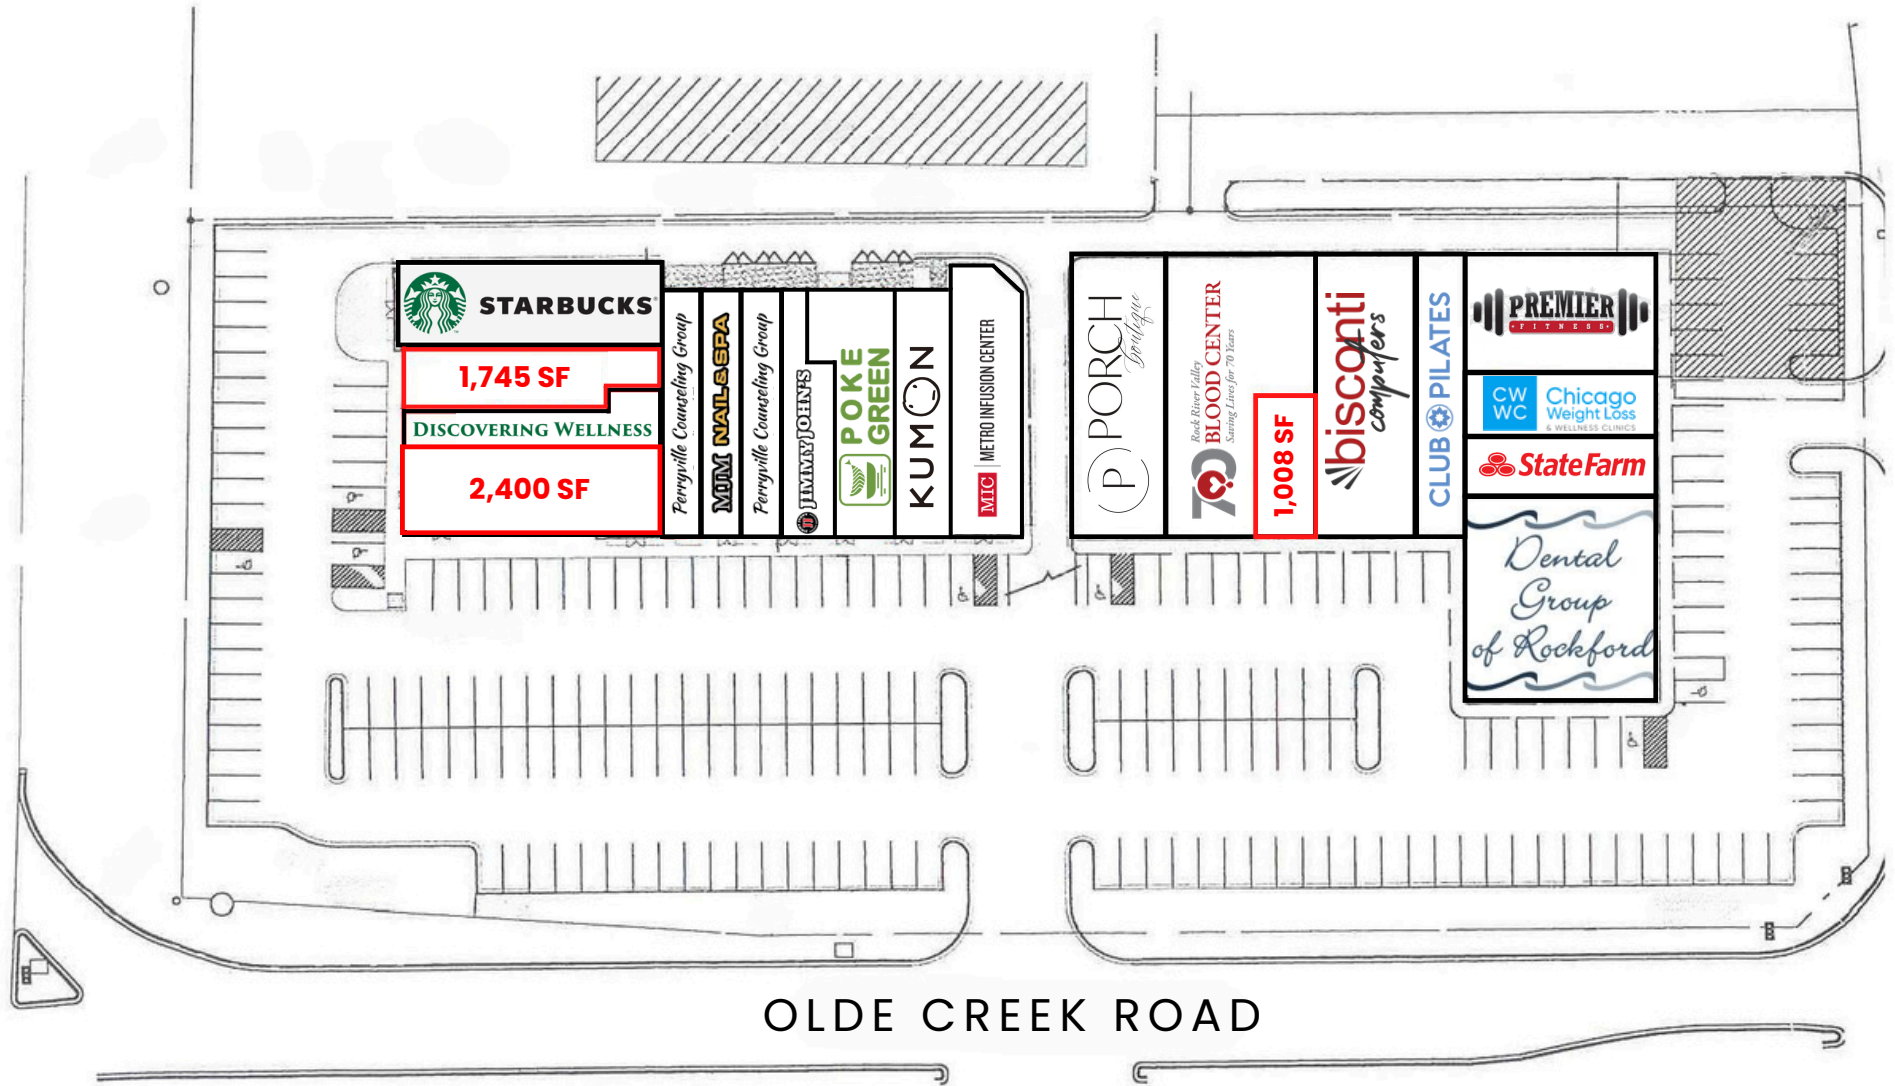 STARBUCKS
1,745 SF
DISCOVERING WELLNESS
2,400 SF
Perryville Counseling Group
MJM NAIL & SPA
Perryville Counseling Group
JIMMY JOHN'S
POKE
GREEN
KUMON
MIC METRO INFUSION CENTER
P PORCH
boutique
70
Rock River Valley
BLOOD CENTER
Saving Lives for 70 Years
1,008 SF
bisconti
computers
CLUB PILATES
PREMIER
FITNESS
CW
WC
Chicago
Weight Loss
& WELLNESS CLINICS
State Farm
Dental
Group
of Rockford
OLDE CREEK ROAD